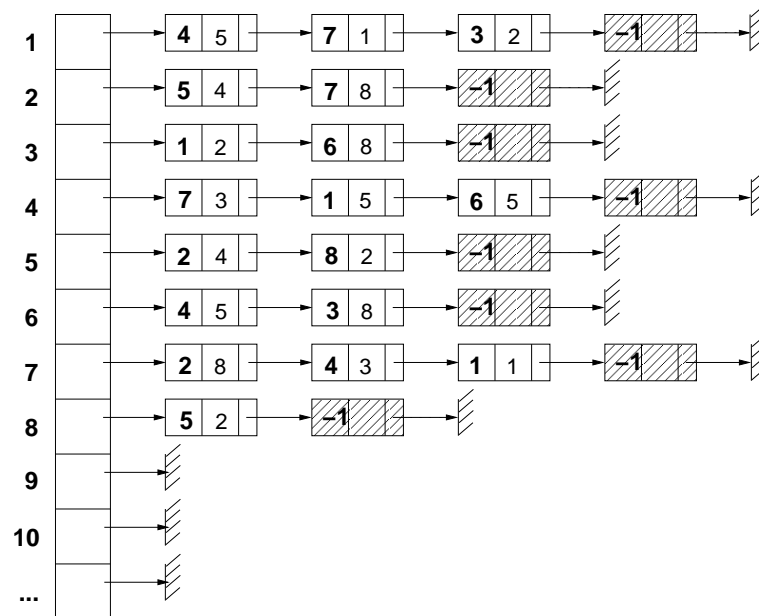 1 4 5 7 1 3 2 –1
2 5 4 7 8 –1
3 1 2 6 8 –1
4 7 3 1 5 6 5 –1
5 2 4 8 2 –1
6 4 5 3 8 –1
7 2 8 4 3 1 1 –1
8 5 2 –1
9
10
...